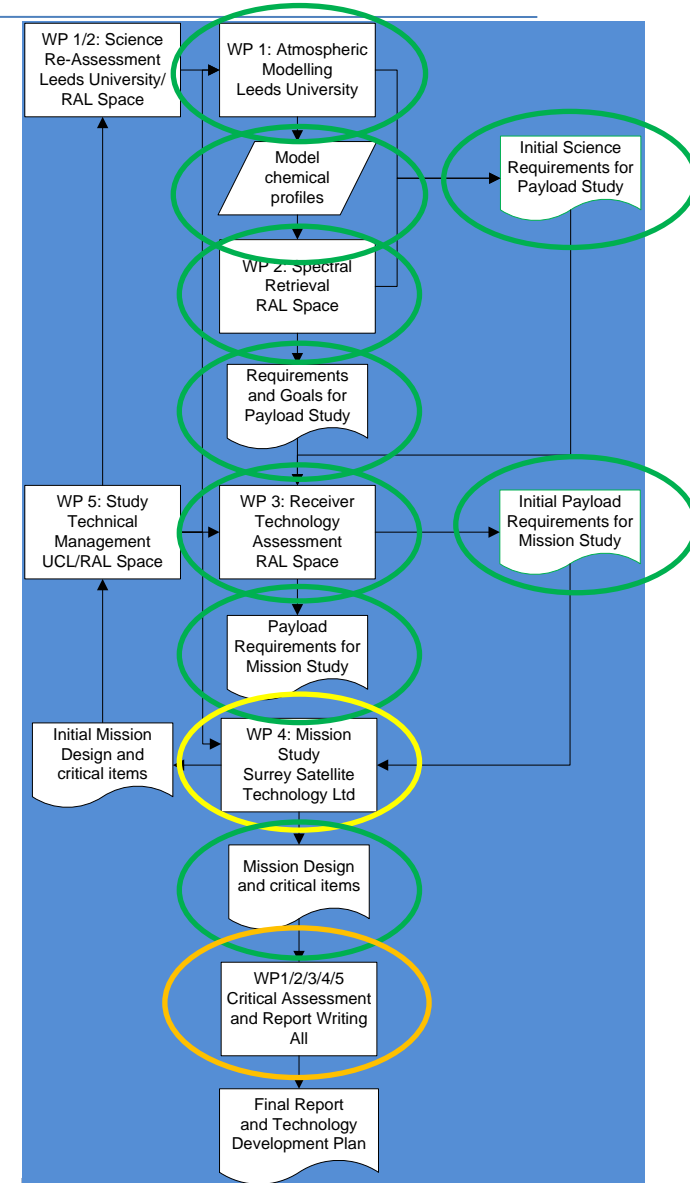 WP 1/2: Science
Re-Assessment
Leeds University/
RAL Space
WP 1: Atmospheric
Modelling
Leeds University
Model
chemical
profiles
Initial Science
Requirements for
Payload Study
WP 2: Spectral
Retrieval
RAL Space
Requirements
and Goals for
Payload Study
WP 5: Study
Technical
Management
UCL/RAL Space
WP 3: Receiver
Technology
Assessment
RAL Space
Initial Payload
Requirements for
Mission Study
Payload
Requirements for
Mission Study
Initial Mission
Design and
critical items
WP 4: Mission
Study
Surrey Satellite
Technology Ltd
Mission Design
and critical items
WP1/2/3/4/5
Critical Assessment
and Report Writing
All
Final Report
and Technology
Development Plan